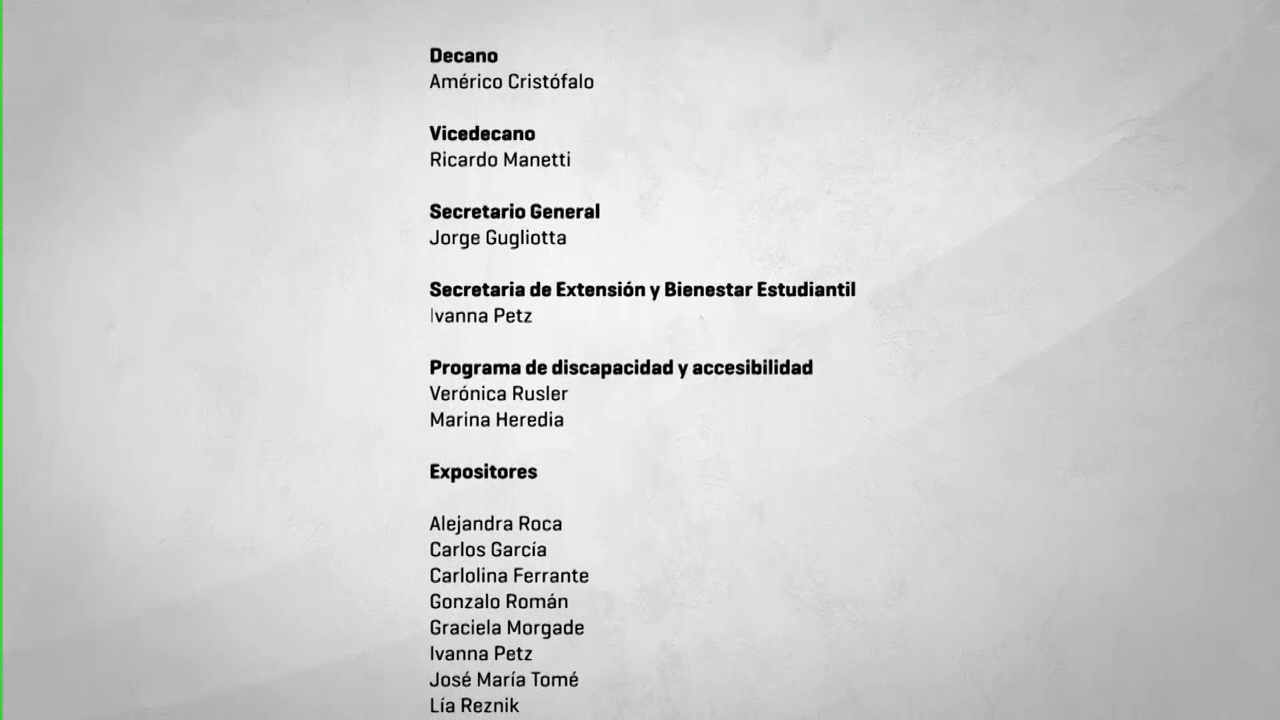 Decano
Américo Cristófalo
Vicedecano
Ricardo Manetti
Secretario General
Jorge Gugliotta
Secretaria de Extensión y Bienestar Estudiantil
Ivanna Petz
Programa de discapacidad y accesibilidad
Verónica Rusler
Marina Heredia
Expositores
Alejandra Roca
Carlos García
Carlolina Ferrante
Gonzalo Román
Graciela Morgade
Ivanna Petz
José María Tomé
Lía Reznik